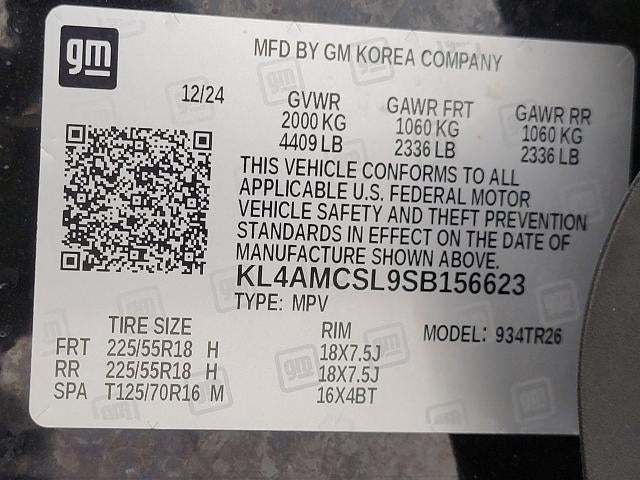 gm
MFD BY GM KOREA COMPANY
12/24
GVWR GAWR FRT GAWR RR
2000 KG 1060 KG 1060 KG
4409 LB 2336 LB 2336 LB
THIS VEHICLE CONFORMS TO ALL
APPLICABLE U.S. FEDERAL MOTOR
VEHICLE SAFETY AND THEFT PREVENTION
STANDARDS IN EFFECT ON THE DATE OF
MANUFACTURE SHOWN ABOVE.
KL4AMCSL9SB156623
TYPE: MPV
TIRE SIZE RIM MODEL: 934TR26
FRT 225/55R18 H 18X7.5J
RR 225/55R18 H 18X7.5J
SPA T125/70R16 M 16X4BT